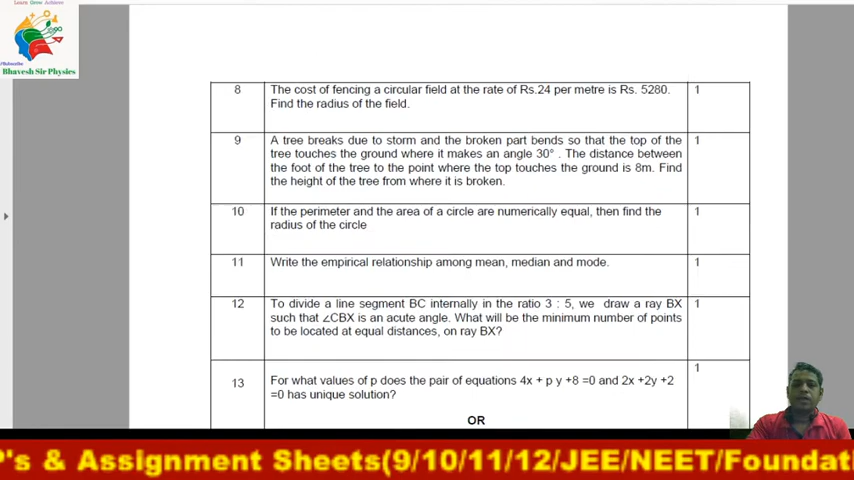 Learn Grow Achieve
Bhavesh Sir Physics
8 The cost of fencing a circular field at the rate of Rs.24 per metre is Rs. 5280. 1
Find the radius of the field.
9 A tree breaks due to storm and the broken part bends so that the top of the 1
tree touches the ground where it makes an angle 30° . The distance between
the foot of the tree to the point where the top touches the ground is 8m. Find
the height of the tree from where it is broken.
10 If the perimeter and the area of a circle are numerically equal, then find the 1
radius of the circle
11 Write the empirical relationship among mean, median and mode. 1
12 To divide a line segment BC internally in the ratio 3 : 5, we draw a ray BX 1
such that ∠CBX is an acute angle. What will be the minimum number of points
to be located at equal distances, on ray BX?
1
13 For what values of p does the pair of equations 4x + p y +8 =0 and 2x +2y +2
=0 has unique solution?
OR
P's & Assignment Sheets(9/10/11/12/JEE/NEET/Foundat